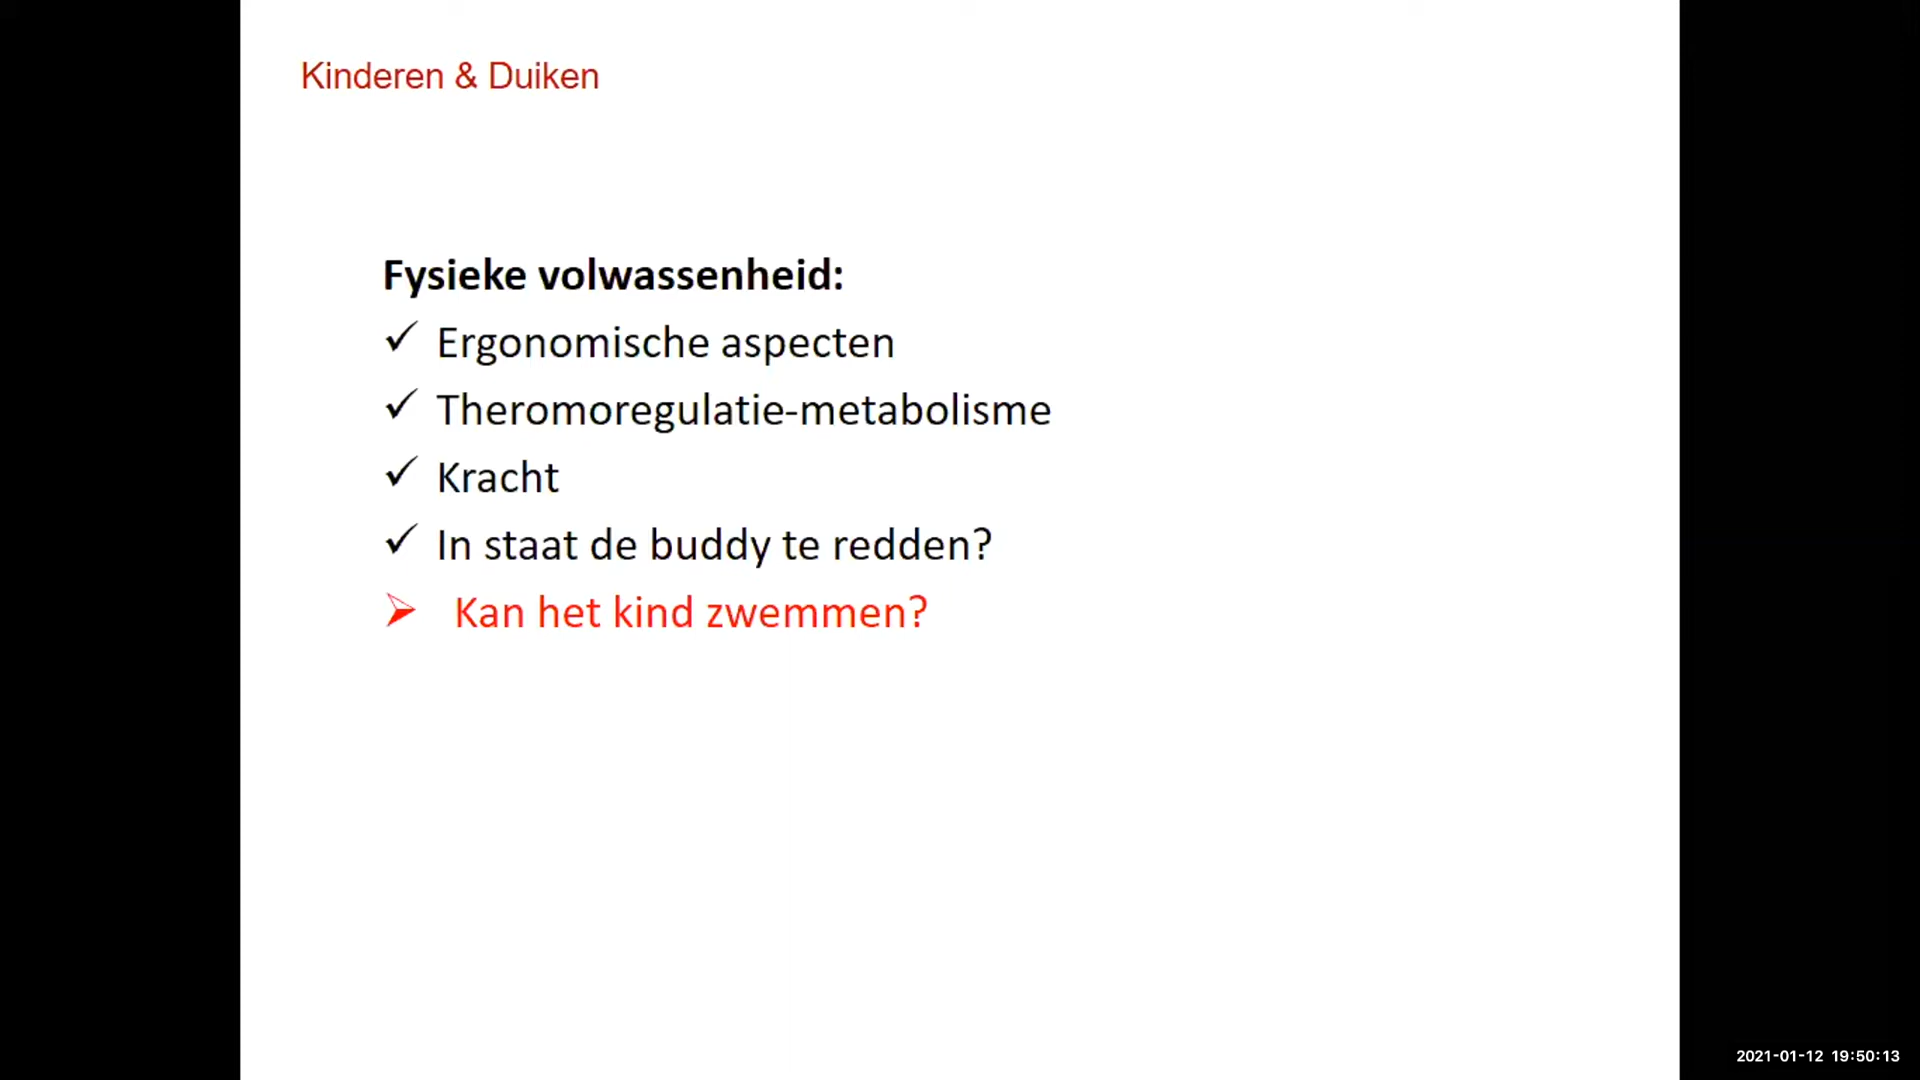 Kinderen & Duiken
Fysieke volwassenheid:
✓ Ergonomische aspecten
✓ Theromoregulatie-metabolisme
✓ Kracht
✓ In staat de buddy te redden?
➢ Kan het kind zwemmen?
2021-01-12 19:50:13